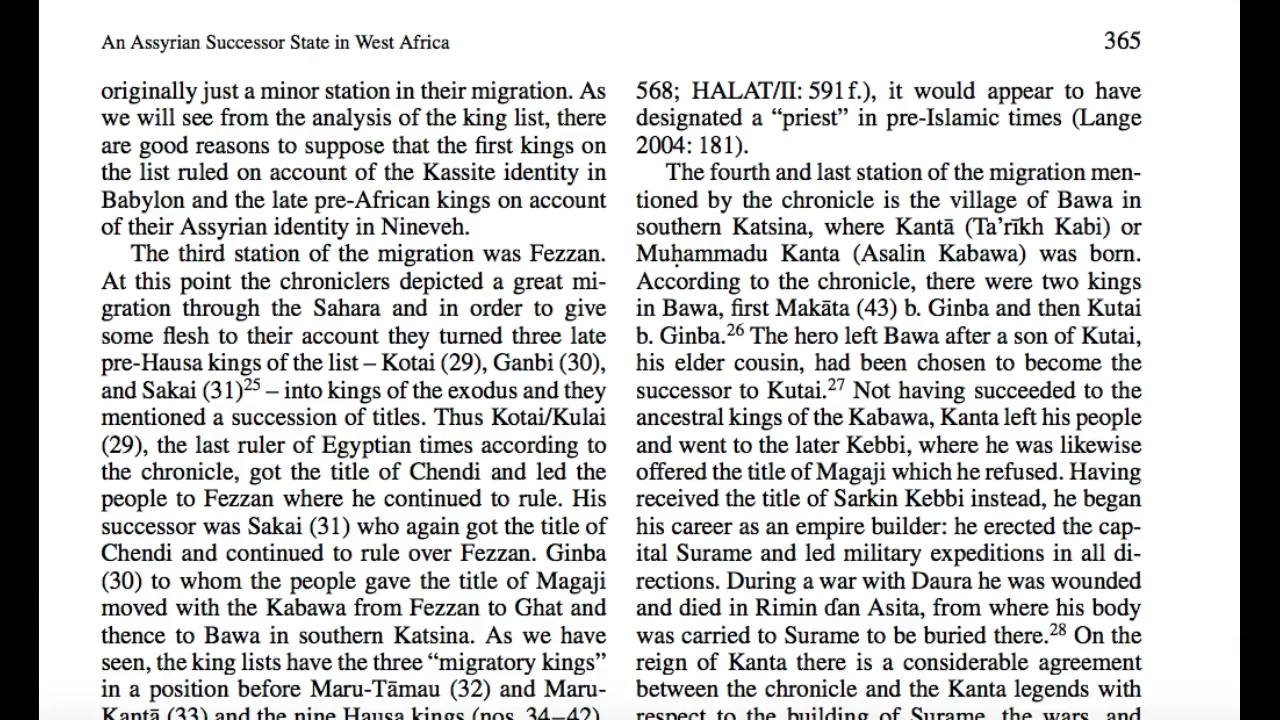 An Assyrian Successor State in West Africa
365
originally just a minor station in their migration. As
we will see from the analysis of the king list, there
are good reasons to suppose that the first kings on
the list ruled on account of the Kassite identity in
Babylon and the late pre-African kings on account
of their Assyrian identity in Nineveh.
The third station of the migration was Fezzan.
At this point the chroniclers depicted a great mi-
gration through the Sahara and in order to give
some flesh to their account they turned three late
pre-Hausa kings of the list – Kotai (29), Ganbi (30),
and Sakai (31)25 – into kings of the exodus and they
mentioned a succession of titles. Thus Kotai/Kulai
(29), the last ruler of Egyptian times according to
the chronicle, got the title of Chendi and led the
people to Fezzan where he continued to rule. His
successor was Sakai (31) who again got the title of
Chendi and continued to rule over Fezzan. Ginba
(30) to whom the people gave the title of Magaji
moved with the Kabawa from Fezzan to Ghat and
thence to Bawa in southern Katsina. As we have
seen, the king lists have the three “migratory kings”
in a position before Maru-Tāmau (32) and Maru-
Kantā (33) and the nine Hausa kings (nos. 34–42).
568; HALAT/II: 591 f.), it would appear to have
designated a “priest” in pre-Islamic times (Lange
2004: 181).
The fourth and last station of the migration men-
tioned by the chronicle is the village of Bawa in
southern Katsina, where Kantā (Ta’rīkh Kabi) or
Muḥammadu Kanta (Asalin Kabawa) was born.
According to the chronicle, there were two kings
in Bawa, first Makāta (43) b. Ginba and then Kutai
b. Ginba.26 The hero left Bawa after a son of Kutai,
his elder cousin, had been chosen to become the
successor to Kutai.27 Not having succeeded to the
ancestral kings of the Kabawa, Kanta left his people
and went to the later Kebbi, where he was likewise
offered the title of Magaji which he refused. Having
received the title of Sarkin Kebbi instead, he began
his career as an empire builder: he erected the cap-
ital Surame and led military expeditions in all di-
rections. During a war with Daura he was wounded
and died in Rimin ɗan Asita, from where his body
was carried to Surame to be buried there.28 On the
reign of Kanta there is a considerable agreement
between the chronicle and the Kanta legends with
respect to the building of Surame, the wars, and